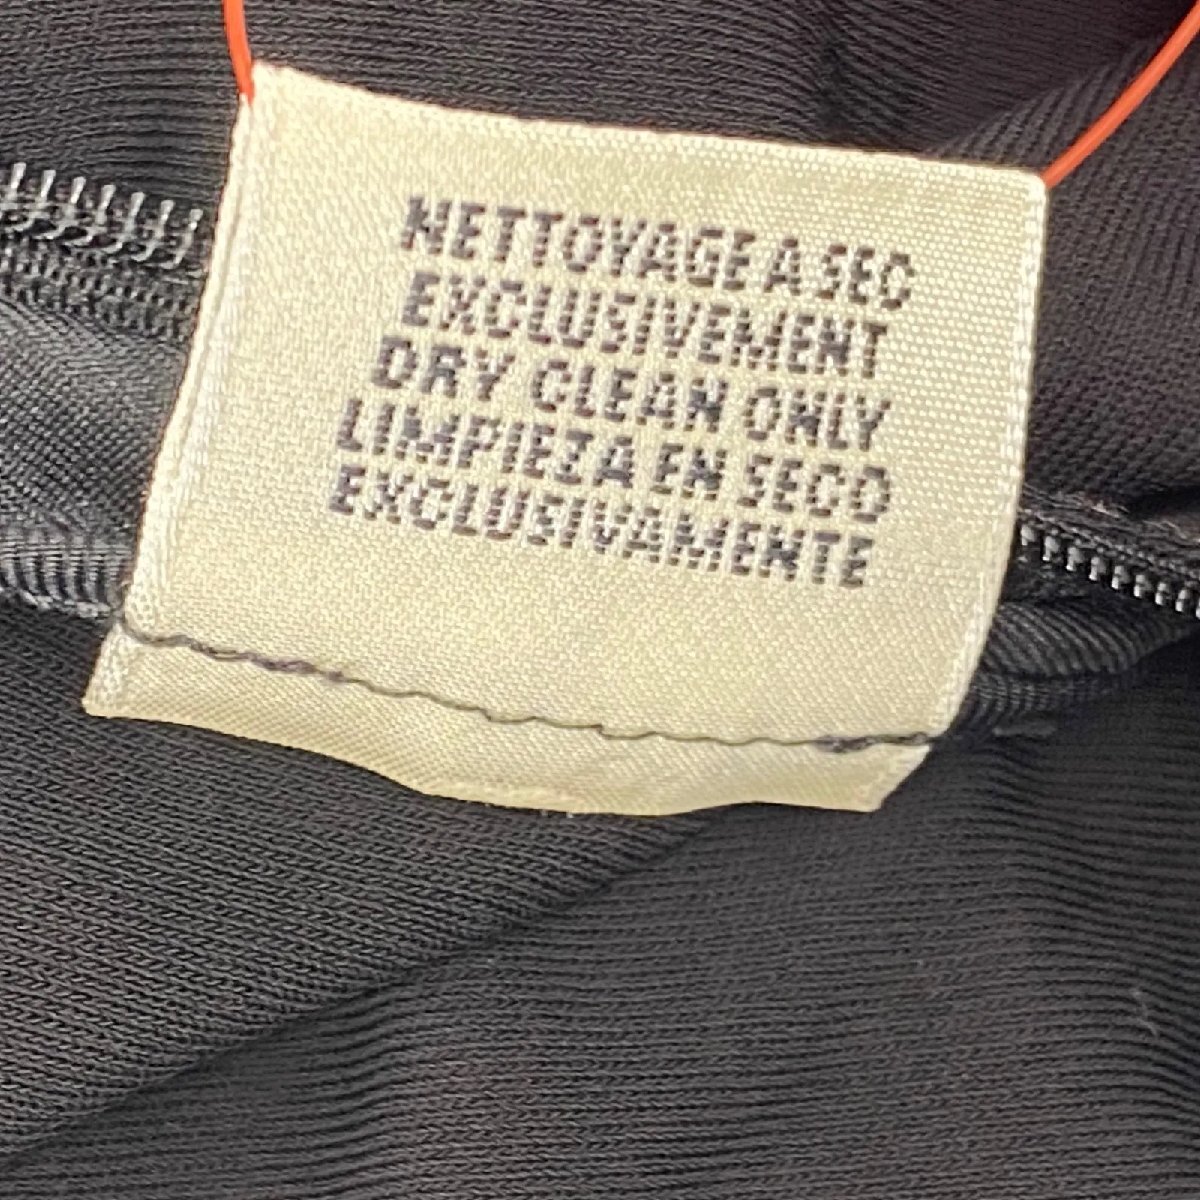 NETTOYAGE A SEC
EXCLUSIVEMENT
DRY CLEAN ONLY
LIMPIEZA EN SECO
EXCLUSIVAMENTE